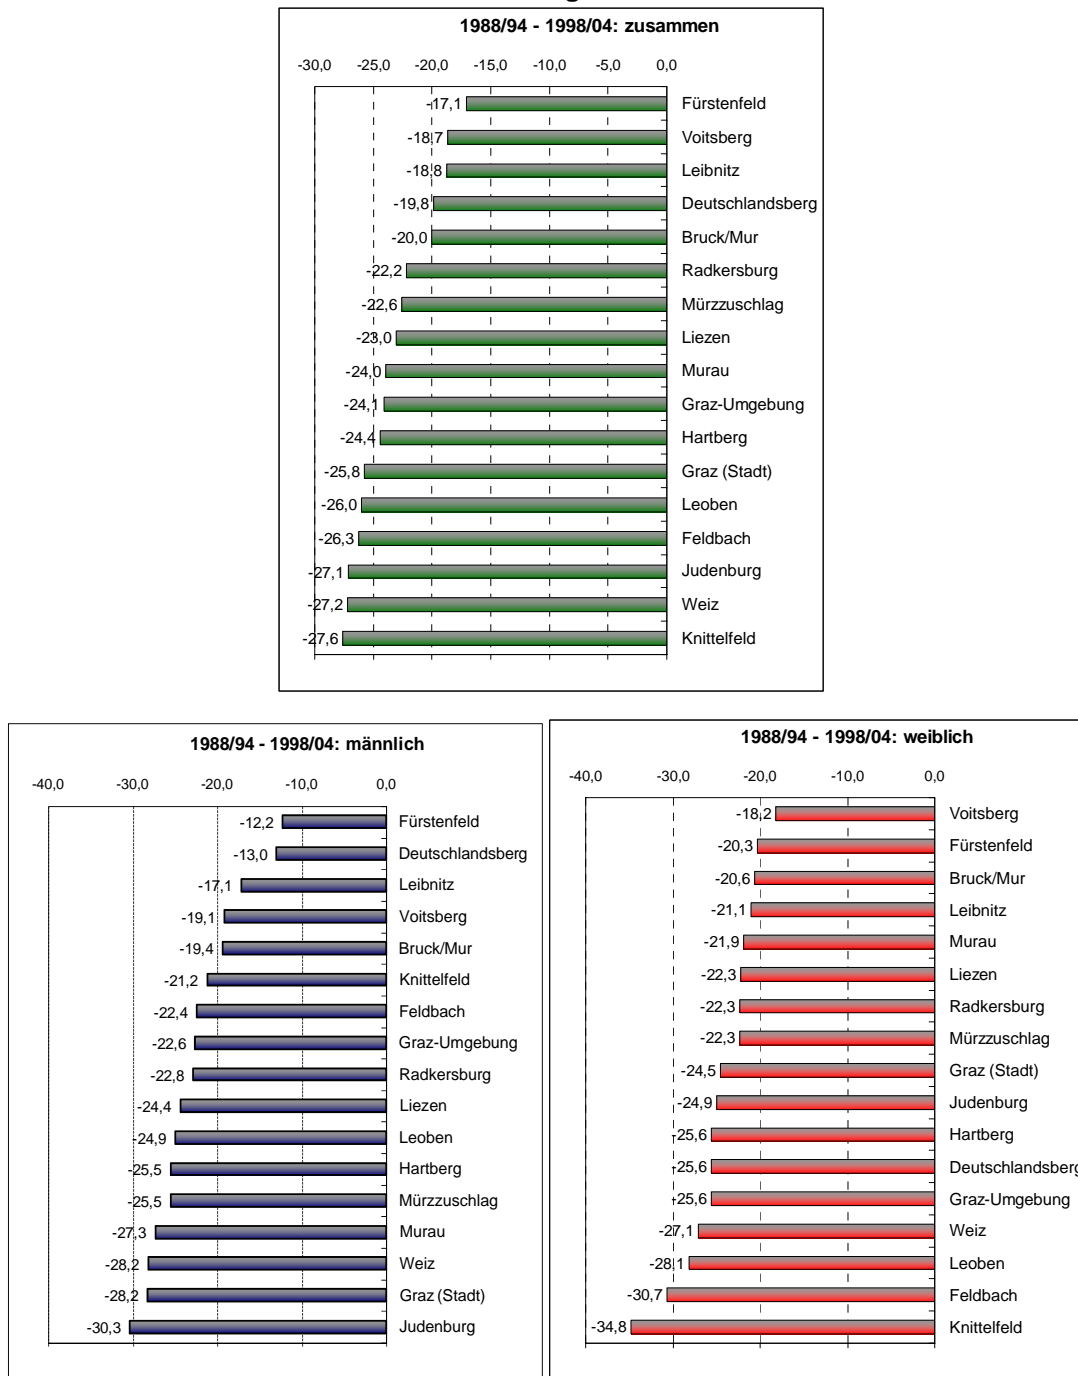 1988/94 - 1998/04: zusammen
-30,0 -25,0 -20,0 -15,0 -10,0 -5,0 0,0
-17,1 Fürstenfeld
-18,7 Voitsberg
-18,8 Leibnitz
-19,8 Deutschlandsberg
-20,0 Bruck/Mur
-22,2 Radkersburg
-22,6 Mürzzuschlag
-23,0 Liezen
-24,0 Murau
-24,1 Graz-Umgebung
-24,4 Hartberg
-25,8 Graz (Stadt)
-26,0 Leoben
-26,3 Feldbach
-27,1 Judenburg
-27,2 Weiz
-27,6 Knittelfeld
1988/94 - 1998/04: männlich
-40,0 -30,0 -20,0 -10,0 0,0
-12,2 Fürstenfeld
-13,0 Deutschlandsberg
-17,1 Leibnitz
-19,1 Voitsberg
-19,4 Bruck/Mur
-21,2 Knittelfeld
-22,4 Feldbach
-22,6 Graz-Umgebung
-22,8 Radkersburg
-24,4 Liezen
-24,9 Leoben
-25,5 Hartberg
-25,5 Mürzzuschlag
-27,3 Murau
-28,2 Weiz
-28,2 Graz (Stadt)
-30,3 Judenburg
1988/94 - 1998/04: weiblich
-40,0 -30,0 -20,0 -10,0 0,0
-18,2 Voitsberg
-20,3 Fürstenfeld
-20,6 Bruck/Mur
-21,1 Leibnitz
-21,9 Murau
-22,3 Liezen
-22,3 Radkersburg
-22,3 Mürzzuschlag
-24,5 Graz (Stadt)
-24,9 Judenburg
-25,6 Hartberg
-25,6 Deutschlandsberg
-25,6 Graz-Umgebung
-27,1 Weiz
-28,1 Leoben
-30,7 Feldbach
-34,8 Knittelfeld